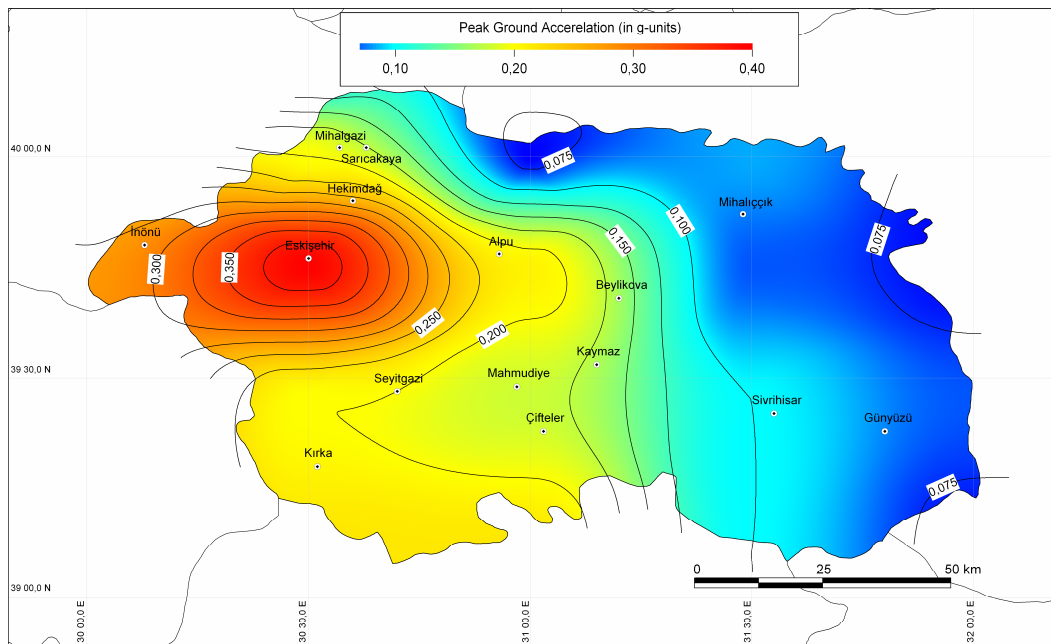 Peak Ground Accerelation (in g-units)
0,10 0,20 0,30 0,40
Mihalgazi
Sarıcakaya
40 00,0 N
0,075
Hekimdağ
Mihalıççık
0,100
İnönü
Eskişehir
Alpu
0,150
0,075
0,300
0,350
Beylikova
0,250
0,200
Kaymaz
39 30,0 N
Seyitgazi
Mahmudiye
Sivrihisar
Çifteler
Günyüzü
Kırka
0,075
0 25 50 km
39 00,0 N
30 00,0 E
30 30,0 E
31 00,0 E
31 30,0 E
32 00,0 E